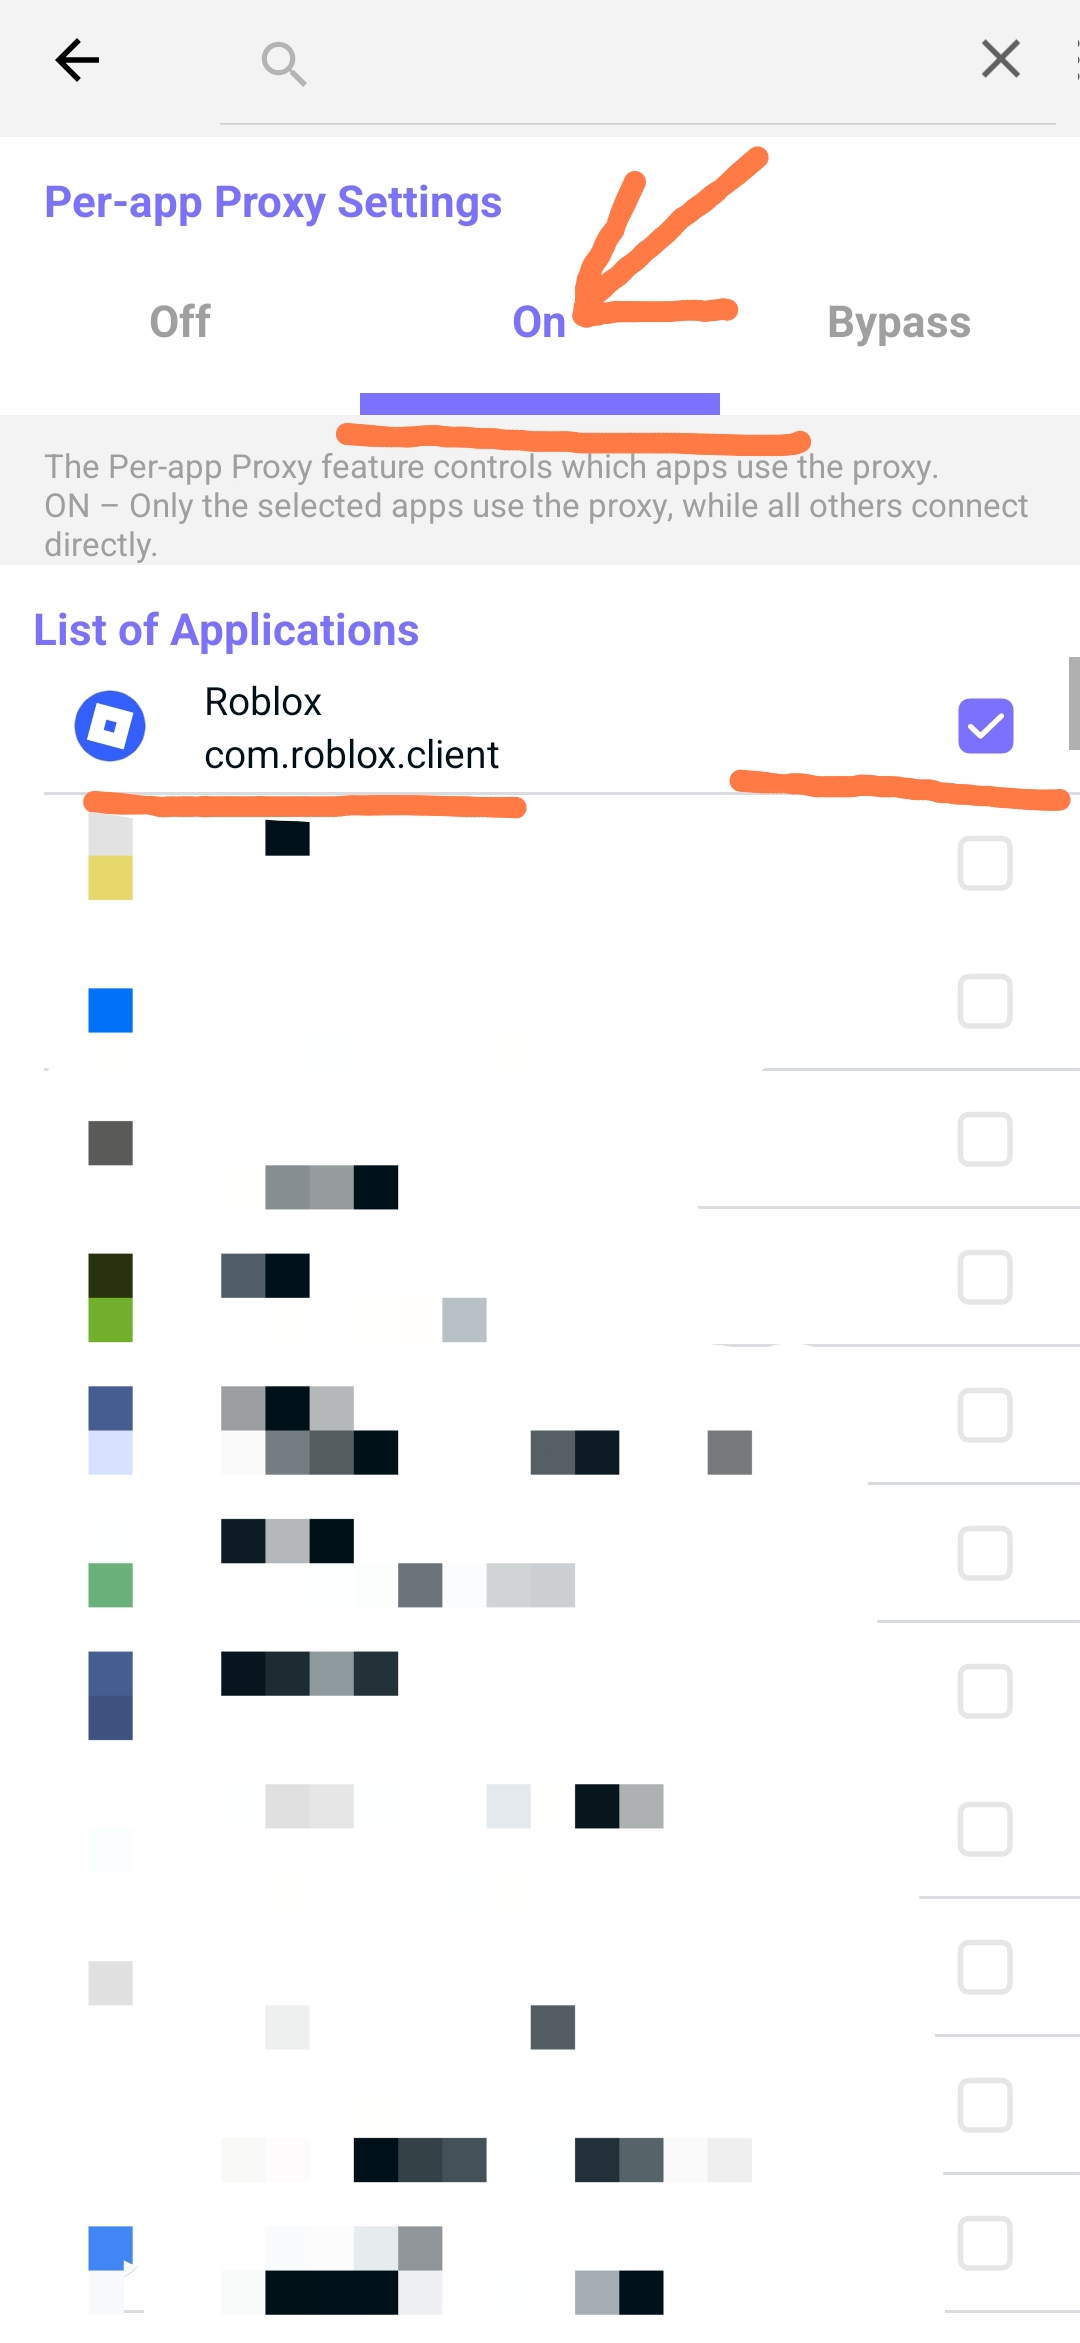 Per-app Proxy Settings
Off
On
Bypass
The Per-app Proxy feature controls which apps use the proxy.
ON – Only the selected apps use the proxy, while all others connect
directly.
List of Applications
Roblox
com.roblox.client